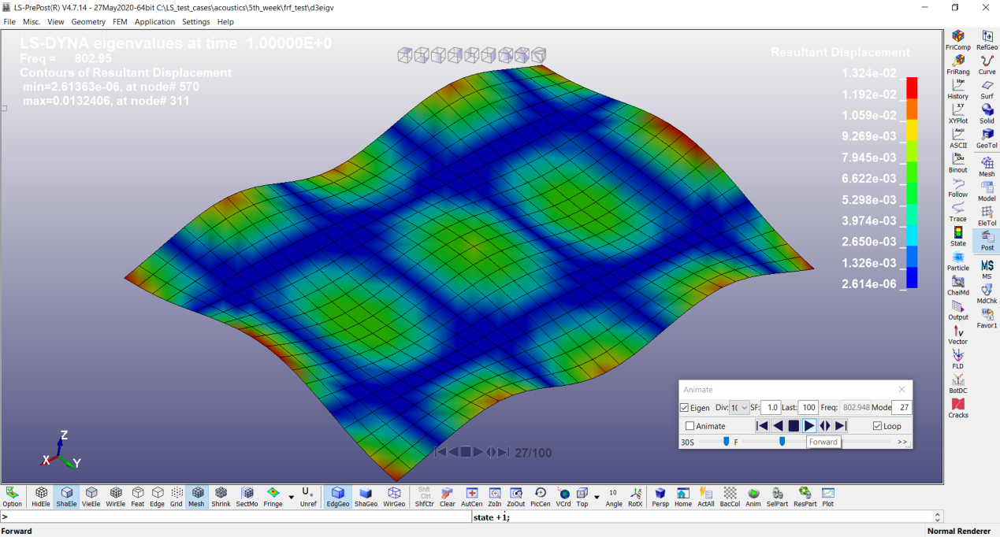 LS-PrePost(R) V4.7.14 - 27May2020-64bit C:\LS_test_cases\acoustics\5th_week\frf_test\d3eigv
File Misc. View Geometry FEM Application Settings Help
LS-DYNA eigenvalues at time 1.00000E+0
Freq = 802.95
Contours of Resultant Displacement
min=2.61363e-06, at node# 570
max=0.0132406, at node# 311
Resultant Displacement
1.324e-02
1.192e-02
1.059e-02
9.269e-03
7.945e-03
6.622e-03
5.298e-03
3.974e-03
2.650e-03
1.326e-03
2.614e-06
FriComp RefGeo
FriRang Curve
History Surf
XYPlot Solid
ASCII GeoTol
Binout Mesh
Follow Model
Trace EleTol
State Post
Particle MS
ChaiMd MdChk
Output Favor1
Vector
FLD
BotDC
Cracks
Animate
Eigen Div: SF: 1.0 Last: 100 Freq: 802.948 Mode 27
Animate Loop
30S F Forward >>
Z
X
Y
27/100
Option HidEle ShaEle VieEle WirEle Feat Edge Grid Mesh Shrink SectMo Fringe Unref EdgGeo ShaGeo WirGeo ShfCtr Clear AutCen ZoIn ZoOut PicCen VCrd Top Angle RotX Persp Home ActAll BacCol Anim SelPart ResPart Plot
> state +1;
Forward Normal Renderer